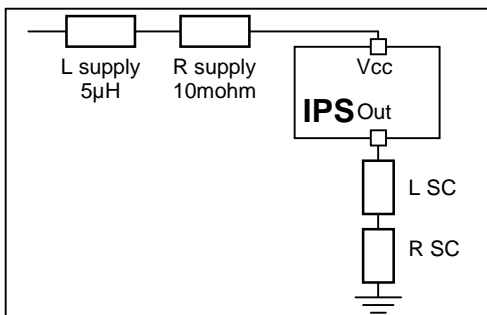 L supply
5µH
R supply
10mohm
Vcc
IPS Out
L SC
R SC